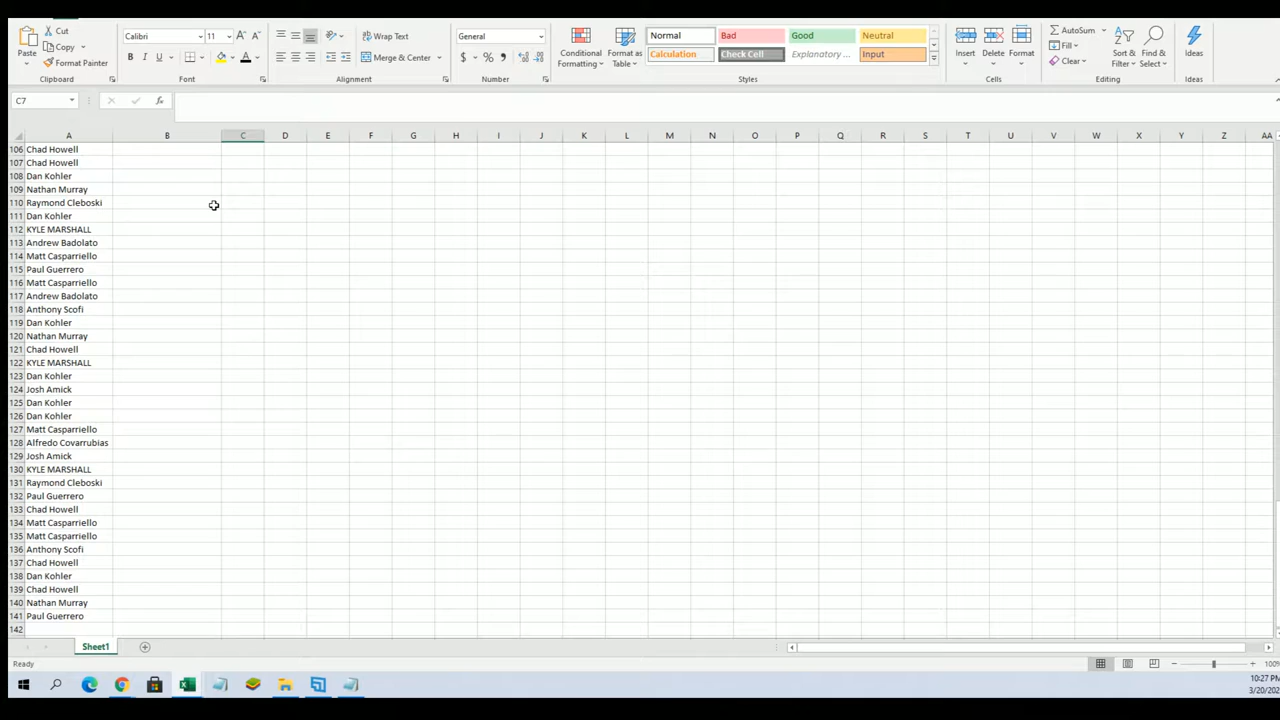 Cut
Copy
Format Painter
Paste
Clipboard
Calibri 11
B I U
Font
Wrap Text
Merge & Center
Alignment
General
$ % ,
Number
Conditional Formatting
Format as Table
Normal Bad Good Neutral
Calculation Check Cell Explanatory ... Input
Styles
Insert Delete Format
Cells
AutoSum
Fill
Clear
Sort & Filter
Find & Select
Editing
Ideas
Ideas
C7 fx
A B C D E F G H I J K L M N O P Q R S T U V W X Y Z AA
106 Chad Howell
107 Chad Howell
108 Dan Kohler
109 Nathan Murray
110 Raymond Cleboski
111 Dan Kohler
112 KYLE MARSHALL
113 Andrew Badolato
114 Matt Casparriello
115 Paul Guerrero
116 Matt Casparriello
117 Andrew Badolato
118 Anthony Scofi
119 Dan Kohler
120 Nathan Murray
121 Chad Howell
122 KYLE MARSHALL
123 Dan Kohler
124 Josh Amick
125 Dan Kohler
126 Dan Kohler
127 Matt Casparriello
128 Alfredo Covarrubias
129 Josh Amick
130 KYLE MARSHALL
131 Raymond Cleboski
132 Paul Guerrero
133 Chad Howell
134 Matt Casparriello
135 Matt Casparriello
136 Anthony Scofi
137 Chad Howell
138 Dan Kohler
139 Chad Howell
140 Nathan Murray
141 Paul Guerrero
142
Sheet1
Ready
100%
10:27 PM
3/20/202